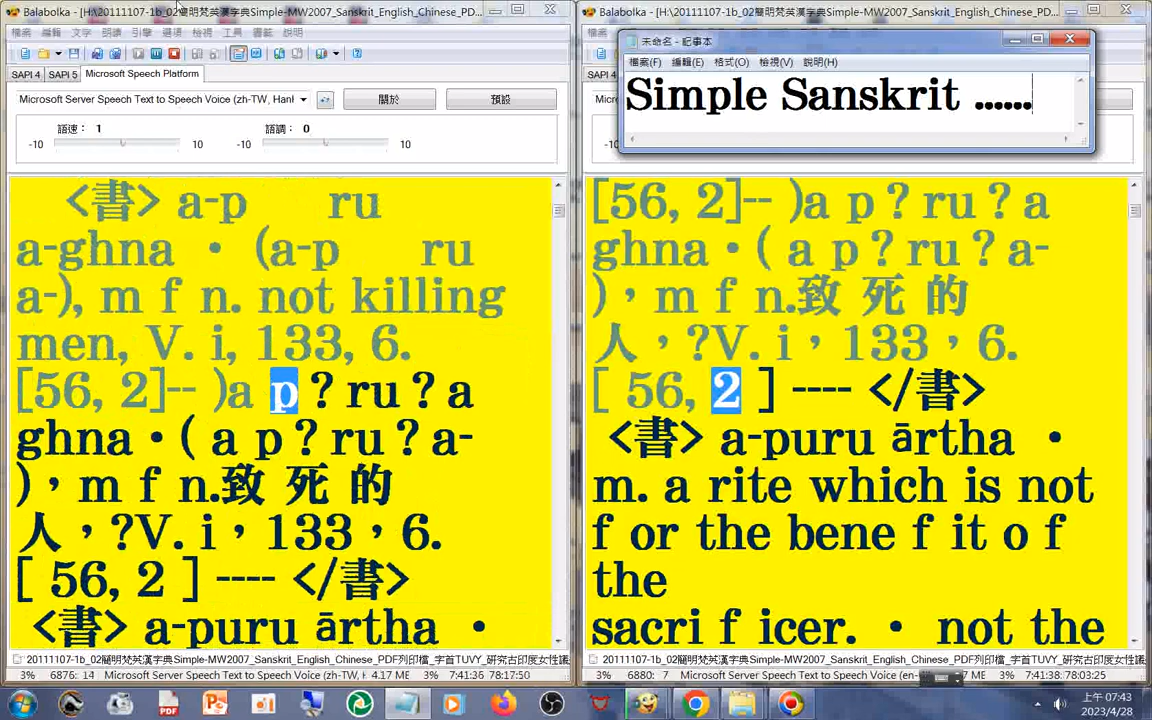 Balabolka - [H:\20111107-1b_02簡明梵英漢字典Simple-MW2007_Sanskrit_English_Chinese_PD...
檔案 編輯 文字 朗讀 引擎 選項 檢視 工具 書籤 說明
SAPI 4 SAPI 5 Microsoft Speech Platform
Microsoft Server Speech Text to Speech Voice (zh-TW, Hanl 關於 預設
語速: 1 語調: 0
-10 10 -10 10
<書> a-p ru
a-ghna • (a-p ru
a-), m f n. not killing
men, V. i, 133, 6.
[56, 2]-- )a p ? ru ? a
ghna • ( a p ? ru ? a-
) , m f n.致 死 的
人 , ?V. i , 133 , 6.
[ 56, 2 ] ---- </書>
<書> a-puru ārtha •
20111107-1b_02簡明梵英漢字典Simple-MW2007_Sanskrit_English_Chinese_PDF列印檔_字首TUVY_研究古印度女性議
3% 6876: 14 4.17 ME 3% 7:41:36 78:17:50 Microsoft Server Speech Text to Speech Voice (zh-TW, H
Balabolka - [H:\20111107-1b_02簡明梵英漢字典Simple-MW2007_Sanskrit_English_Chinese_PD...
檔案
SAPI 4
Micr
未命名 - 記事本
檔案(F) 編輯(E) 格式(O) 檢視(V) 說明(H)
Simple Sanskrit ......
語速
-10
[56, 2]-- )a p ? ru ? a
ghna • ( a p ? ru ? a-
) , m f n.致 死 的
人 , ?V. i , 133 , 6.
[ 56, 2 ] ---- </書>
<書> a-puru ārtha •
m. a rite which is not
f or the bene f it o f
the
sacri f icer. • not the
20111107-1b_02簡明梵英漢字典Simple-MW2007_Sanskrit_English_Chinese_PDF列印檔_字首TUVY_研究古印度女性議
3% 6880: 7 4.17 ME 3% 7:41:38 78:03:25 Microsoft Server Speech Text to Speech Voice (en-
上午 07:43
2023/4/28